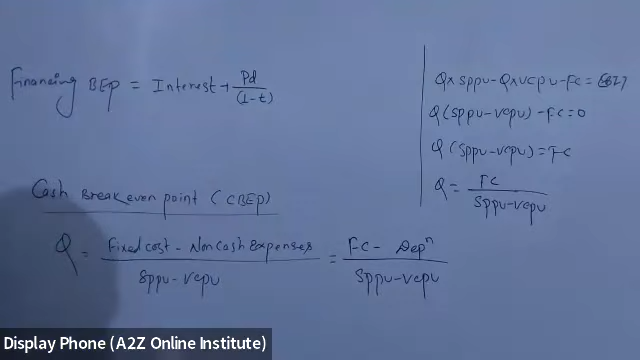 Financing BEP = Interest + Pd/(1-t)
Cash Break even point (CBEP)
Q = Fixed cost - Non Cash Expenses / Sppu - Vcpu = FC - Depⁿ / Sppu - Vcpu
Q x Sppu - Q x Vcpu - FC = EBIT
Q (Sppu - Vcpu) - FC = 0
Q (Sppu - Vcpu) = FC
Q = FC / Sppu - Vcpu
Display Phone (A2Z Online Institute)